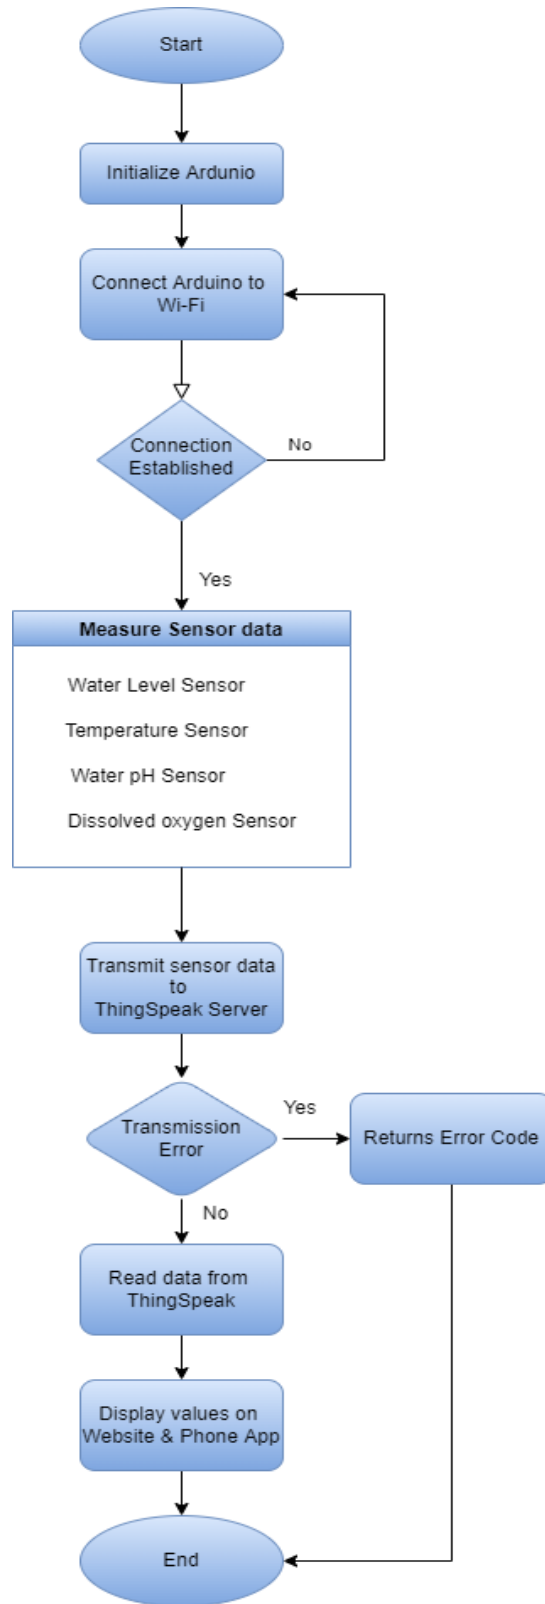 Start
Initialize Ardunio
Connect Arduino to
Wi-Fi
Connection
Established
No
Yes
Measure Sensor data
Water Level Sensor
Temperature Sensor
Water pH Sensor
Dissolved oxygen Sensor
Transmit sensor data
to
ThingSpeak Server
Transmission
Error
Yes
Returns Error Code
No
Read data from
ThingSpeak
Display values on
Website & Phone App
End